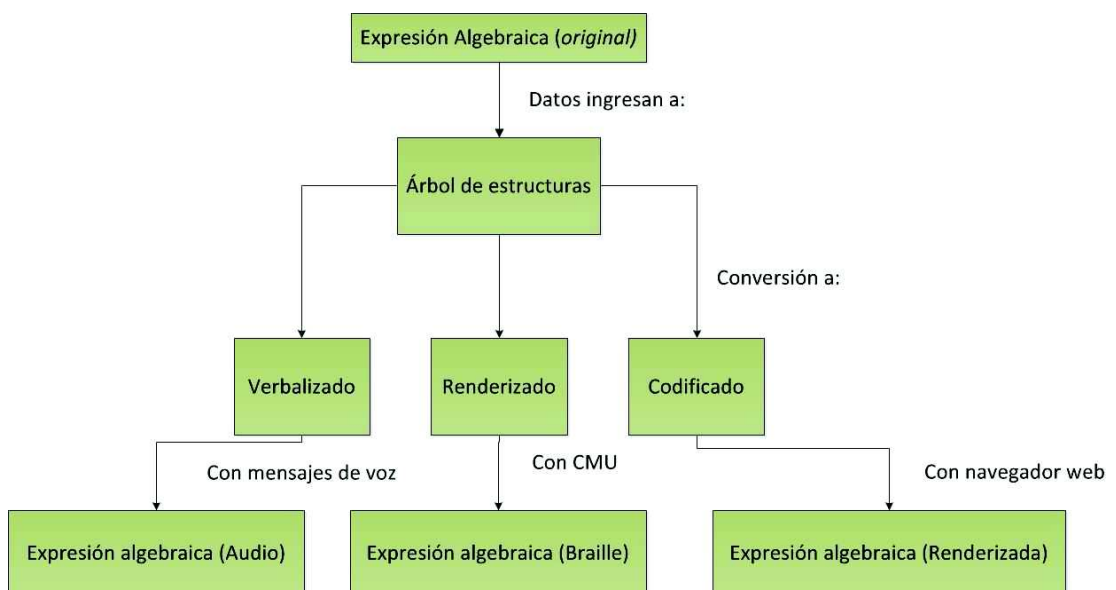 Expresión Algebraica (original)
Datos ingresan a:
Árbol de estructuras
Conversión a:
Verbalizado
Renderizado
Codificado
Con mensajes de voz
Con CMU
Con navegador web
Expresión algebraica (Audio)
Expresión algebraica (Braille)
Expresión algebraica (Renderizada)